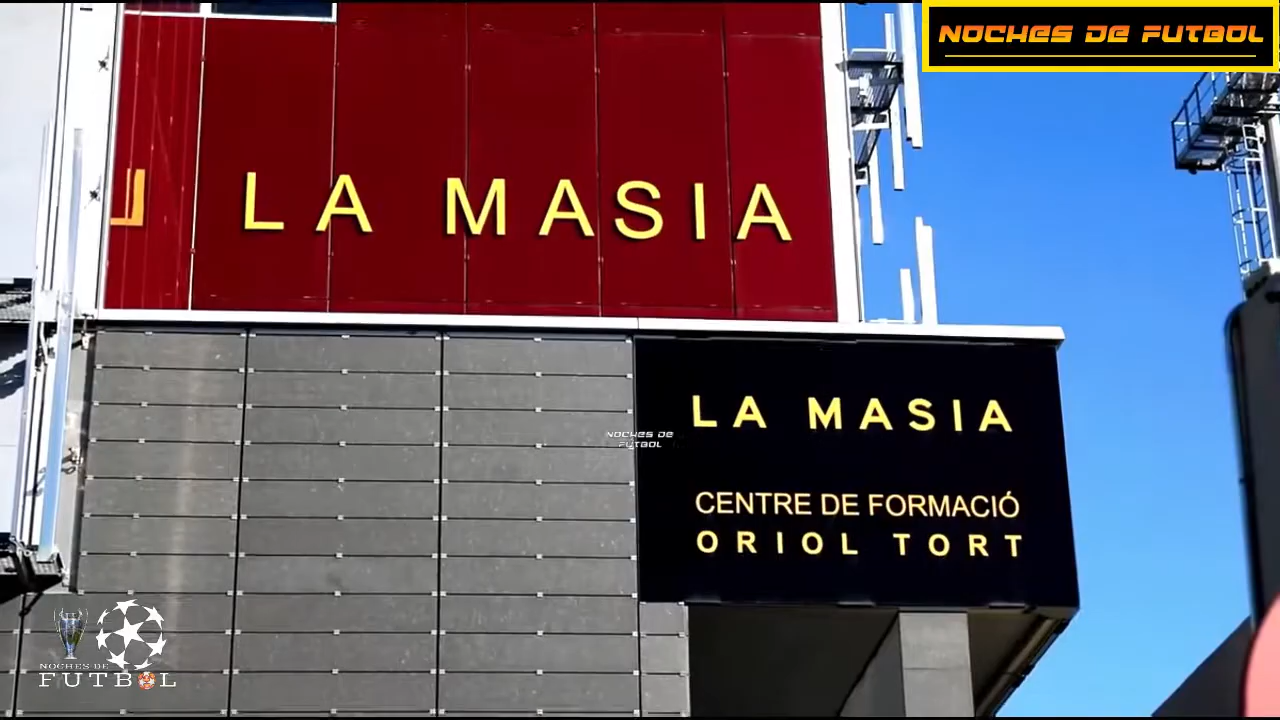 NOCHES DE FUTBOL
LA MASIA
LA MASIA
NOCHES DE
FUTBOL
CENTRE DE FORMACIÓ
ORIOL TORT
NOCHES DE
FUTBOL